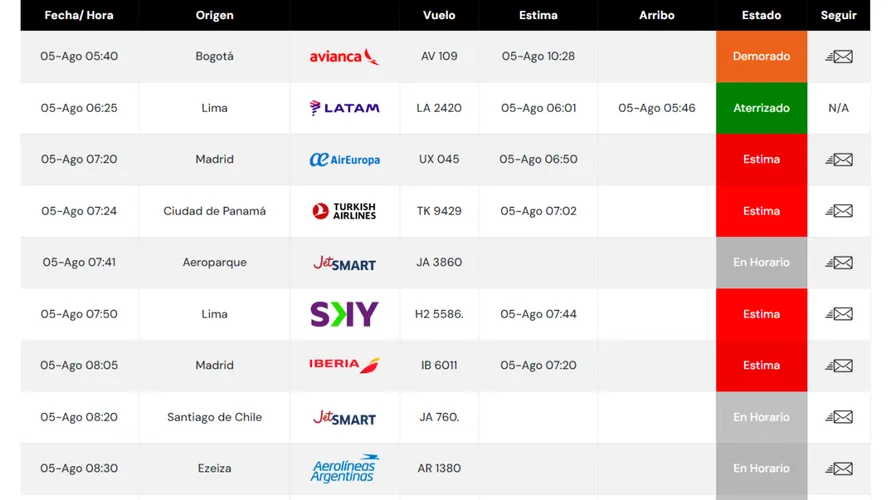 Fecha/ Hora Origen Vuelo Estima Arribo Estado Seguir
05-Ago 05:40 Bogotá avianca AV 109 05-Ago 10:28 Demorado
05-Ago 06:25 Lima LATAM LA 2420 05-Ago 06:01 05-Ago 05:46 Aterrizado N/A
05-Ago 07:20 Madrid AirEuropa UX 045 05-Ago 06:50 Estima
05-Ago 07:24 Ciudad de Panamá TURKISH AIRLINES TK 9429 05-Ago 07:02 Estima
05-Ago 07:41 Aeroparque JetSMART JA 3860 En Horario
05-Ago 07:50 Lima SKY H2 5586. 05-Ago 07:44 Estima
05-Ago 08:05 Madrid IBERIA IB 6011 05-Ago 07:20 Estima
05-Ago 08:20 Santiago de Chile JetSMART JA 760. En Horario
05-Ago 08:30 Ezeiza Aerolíneas Argentinas AR 1380 En Horario